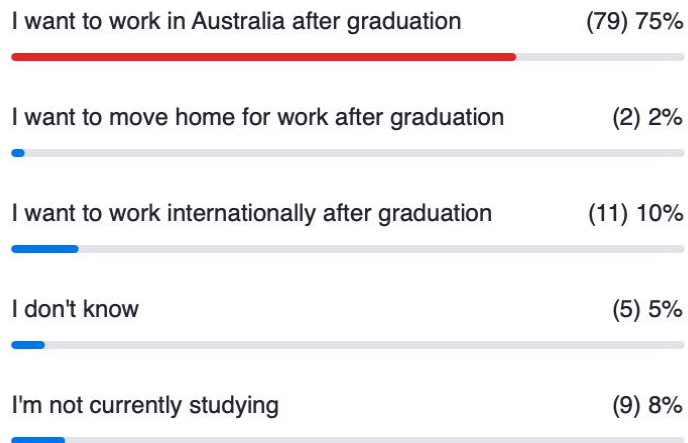 I want to work in Australia after graduation (79) 75%
I want to move home for work after graduation (2) 2%
I want to work internationally after graduation (11) 10%
I don't know (5) 5%
I'm not currently studying (9) 8%